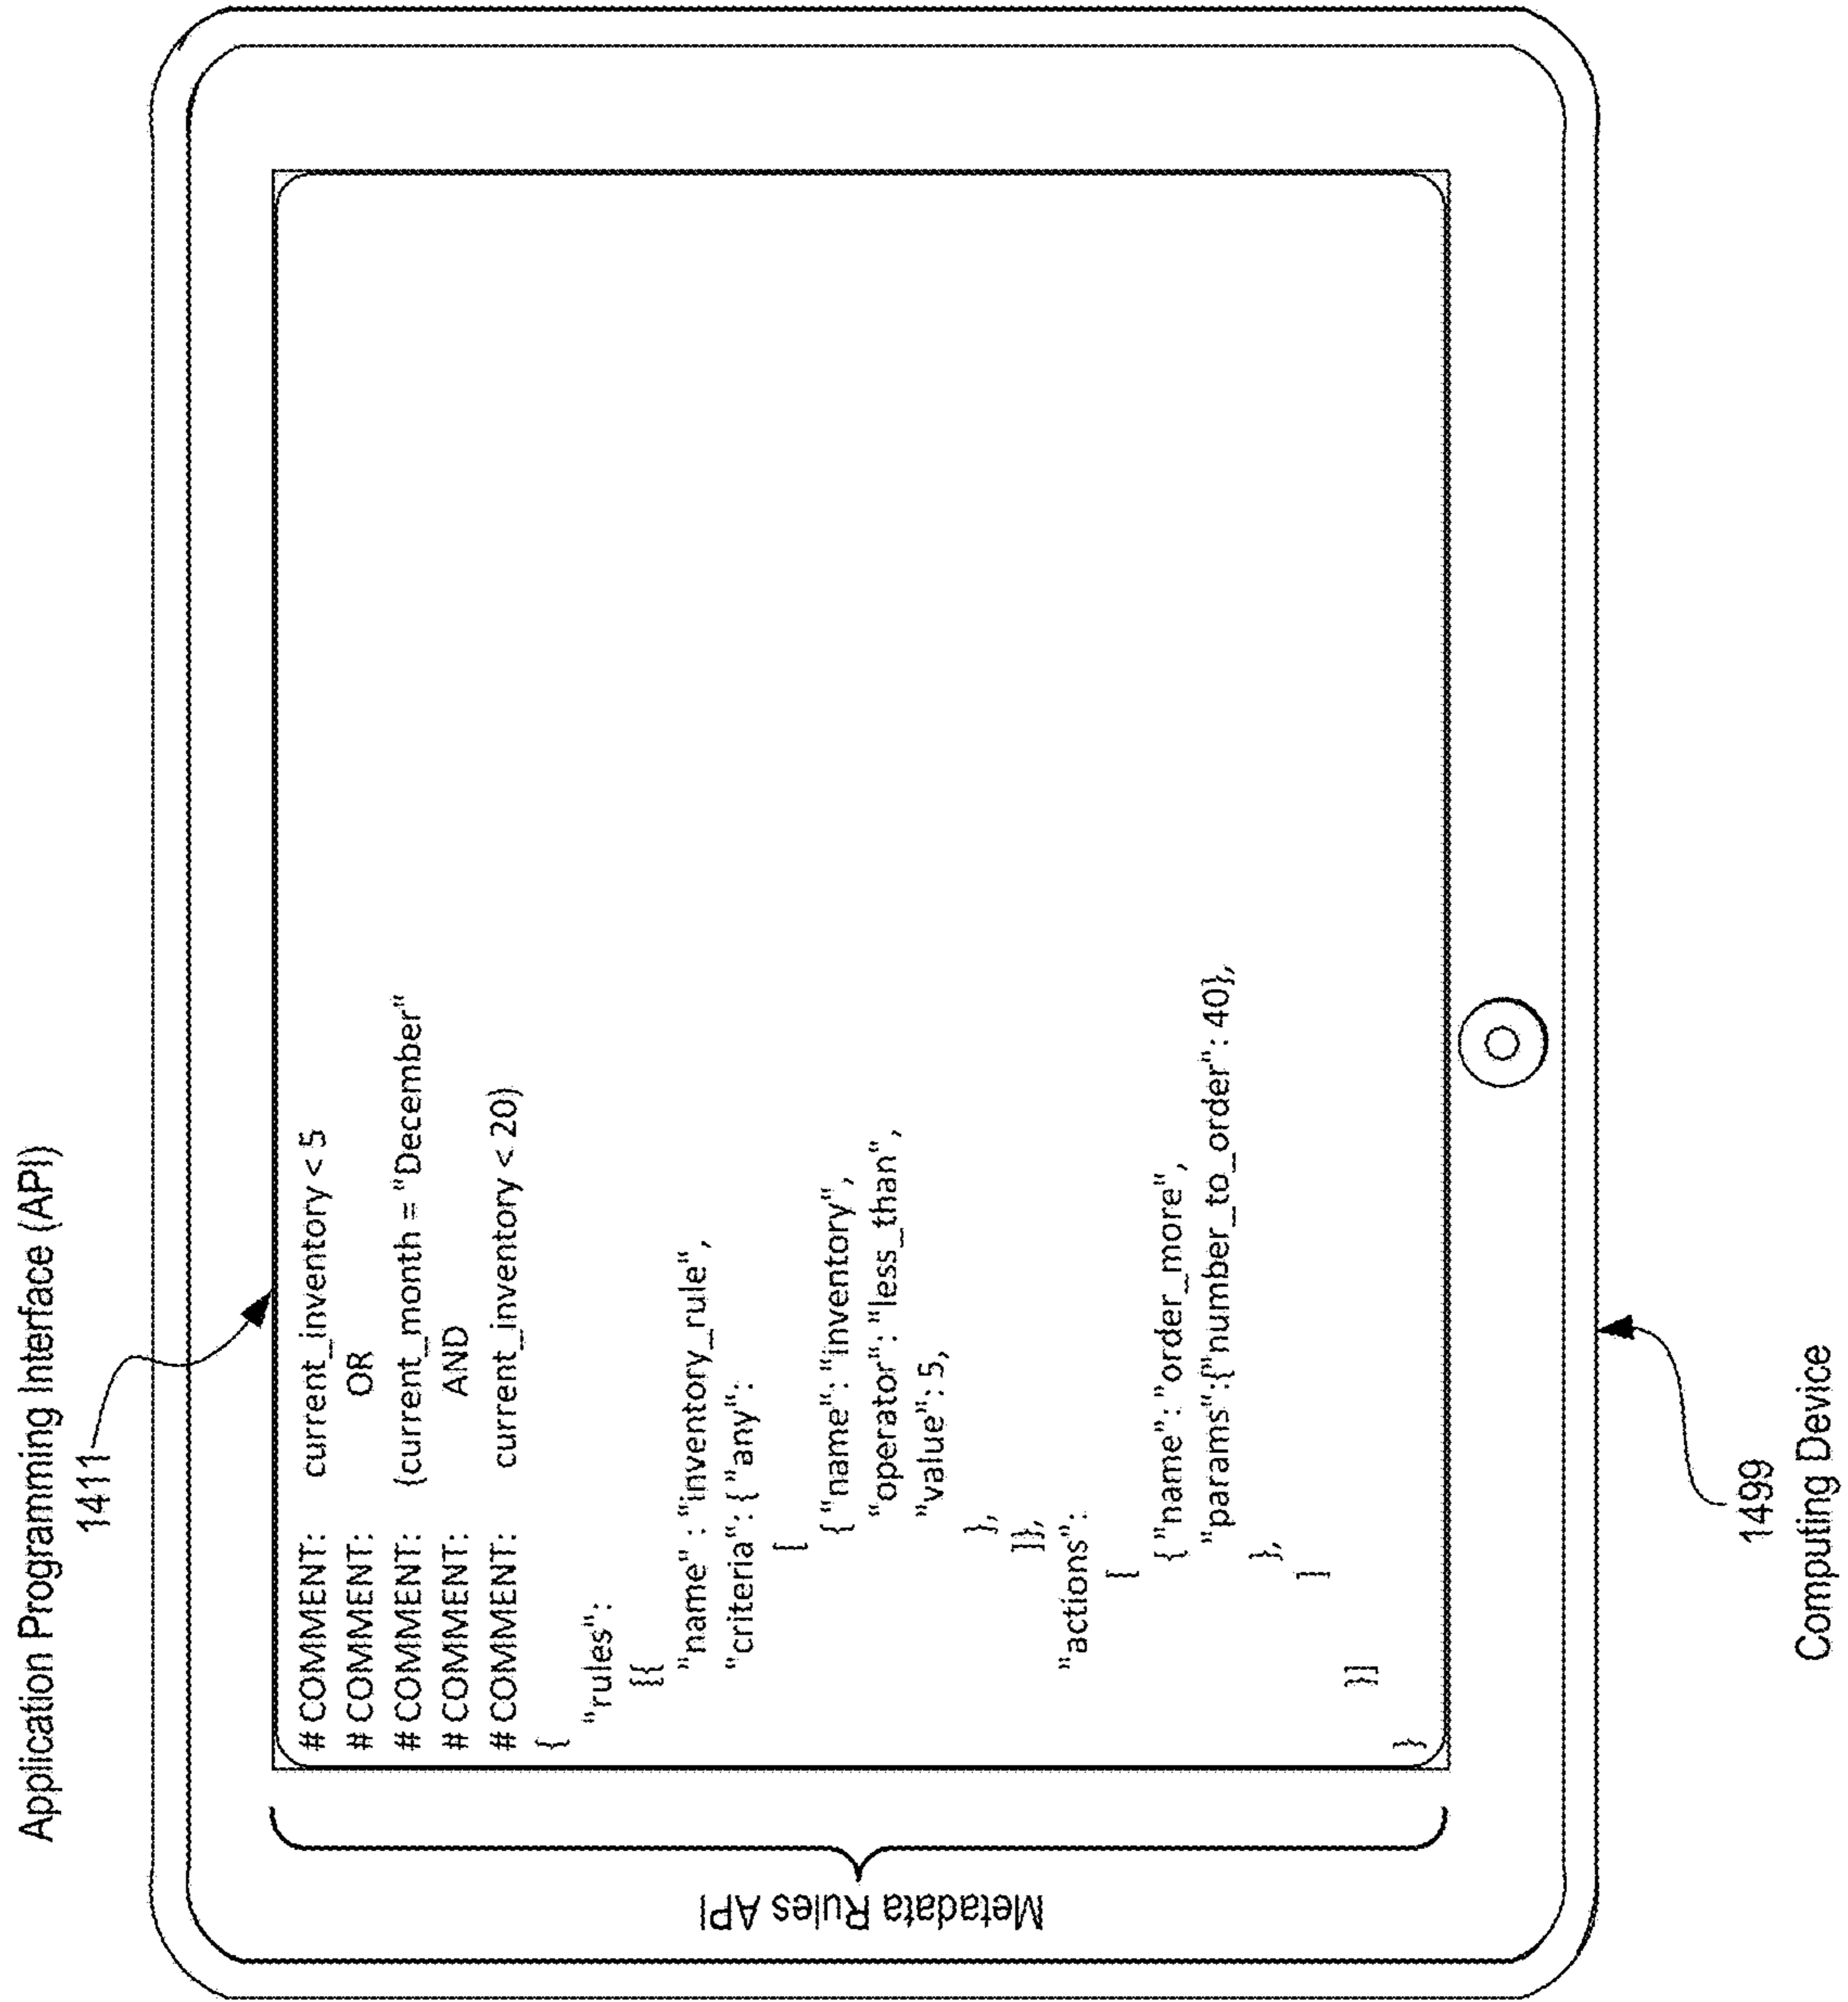 Application Programming Interface (API)
1411
Metadata Rules API
# COMMENT: current_inventory < 5
# COMMENT: OR
# COMMENT: (current_month = "December"
# COMMENT: AND
# COMMENT: current_inventory < 20)
{
"rules":
[{
"name" : "inventory_rule",
"criteria": { "any":
[
{ "name": "inventory",
"operator": "less_than",
"value": 5,
},
]},
"actions":
[
{ "name": "order_more",
"params":{"number_to_order": 40},
},
]
}]
}
1499
Computing Device